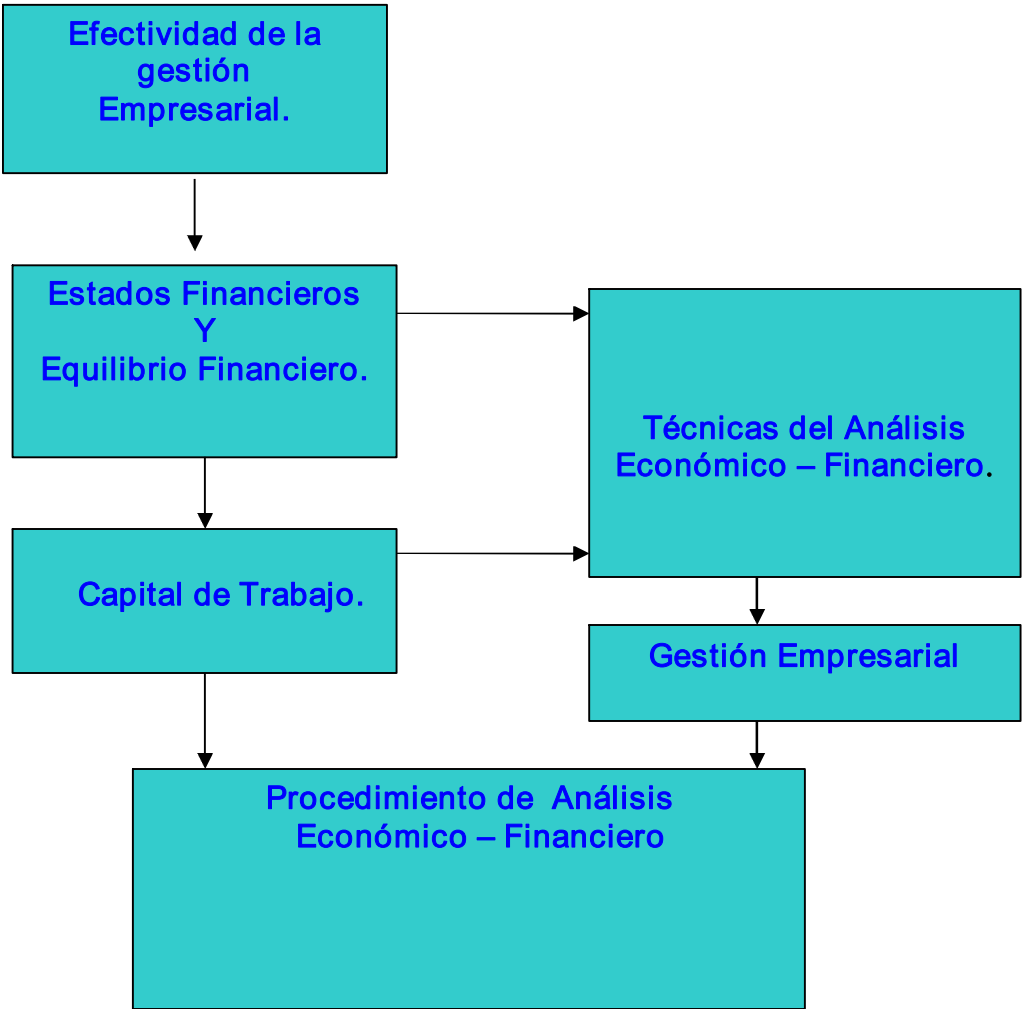 Efectividad de la
gestión
Empresarial.
Estados Financieros
Y
Equilibrio Financiero.
Técnicas del Análisis
Económico – Financiero.
Capital de Trabajo.
Gestión Empresarial
Procedimiento de Análisis
Económico – Financiero